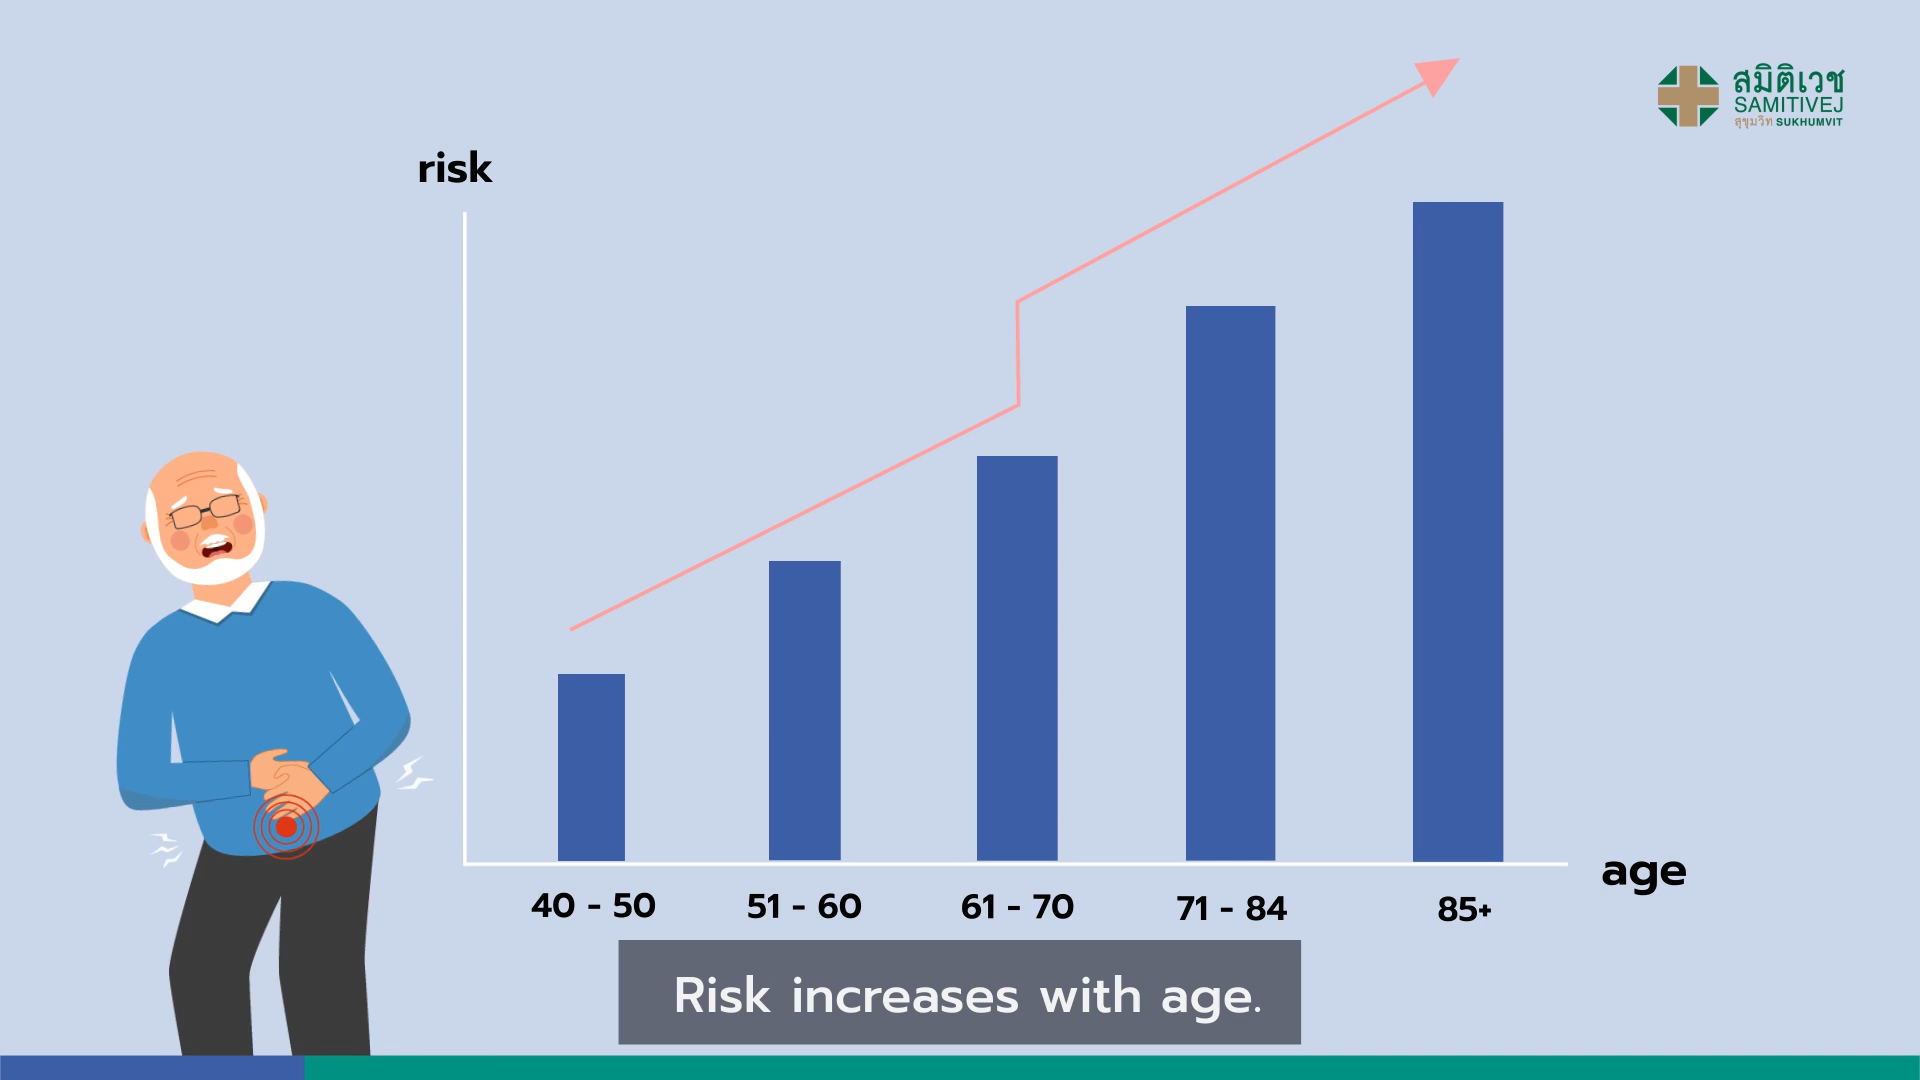 สมิติเวช
SAMITIVEJ
สุขุมวิท SUKHUMVIT
risk
age
40 - 50
51 - 60
61 - 70
71 - 84
85+
Risk increases with age.